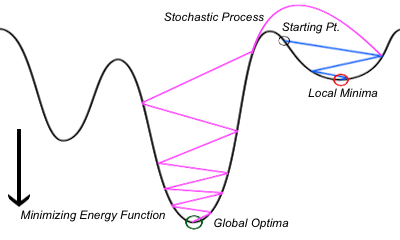 Stochastic Process
Starting Pt.
Local Minima
Minimizing Energy Function
Global Optima